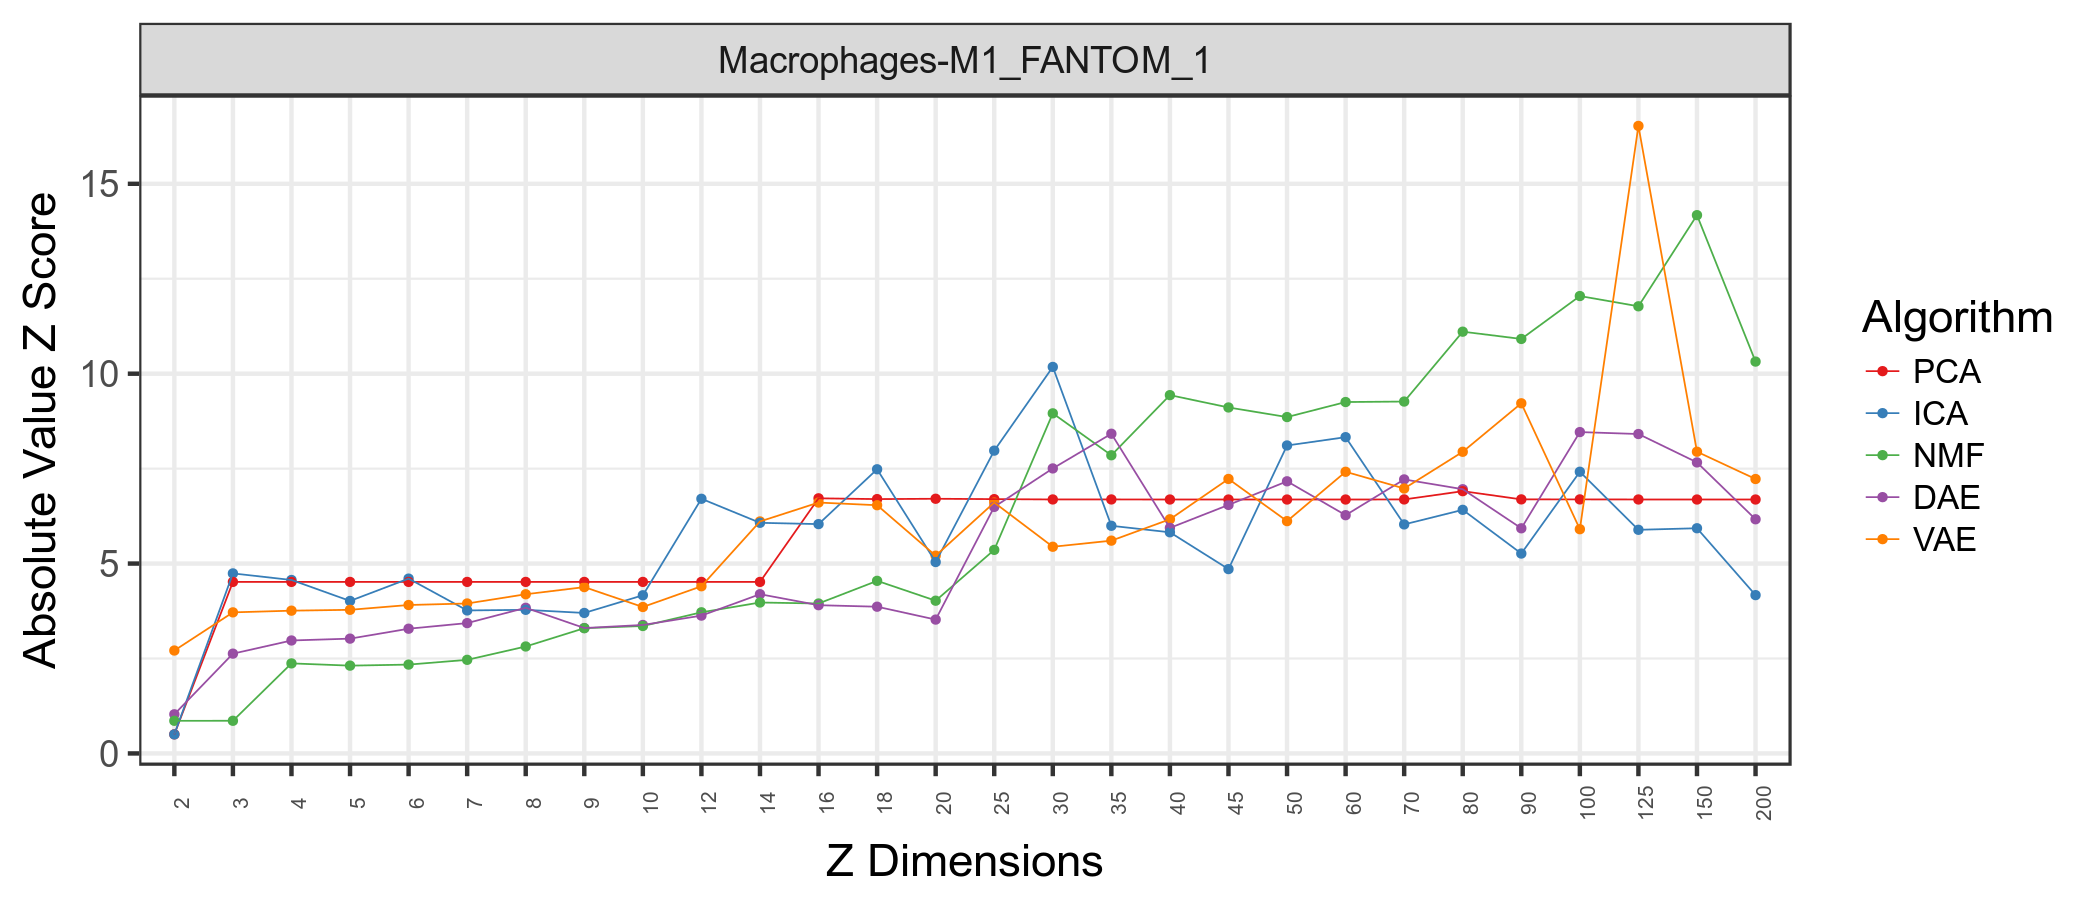 Macrophages-M1_FANTOM_1
Absolute Value Z Score
15
10
5
0
2 3 4 5 6 7 8 9 10 12 14 16 18 20 25 30 35 40 45 50 60 70 80 90 100 125 150 200
Z Dimensions
Algorithm
PCA
ICA
NMF
DAE
VAE